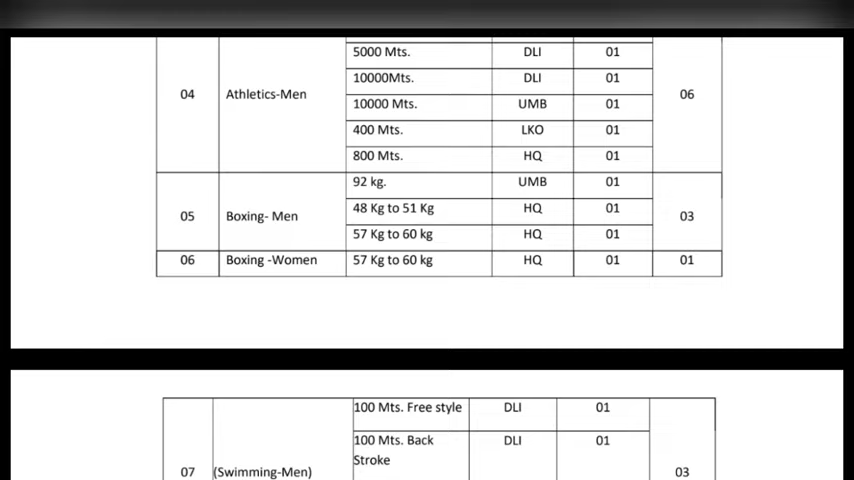 5000 Mts. DLI 01
10000Mts. DLI 01
04 Athletics-Men 10000 Mts. UMB 01 06
400 Mts. LKO 01
800 Mts. HQ 01
92 kg. UMB 01
05 Boxing- Men 48 Kg to 51 Kg HQ 01 03
57 Kg to 60 kg HQ 01
06 Boxing -Women 57 Kg to 60 kg HQ 01 01
100 Mts. Free style DLI 01
100 Mts. Back DLI 01
Stroke
07 (Swimming-Men) 03